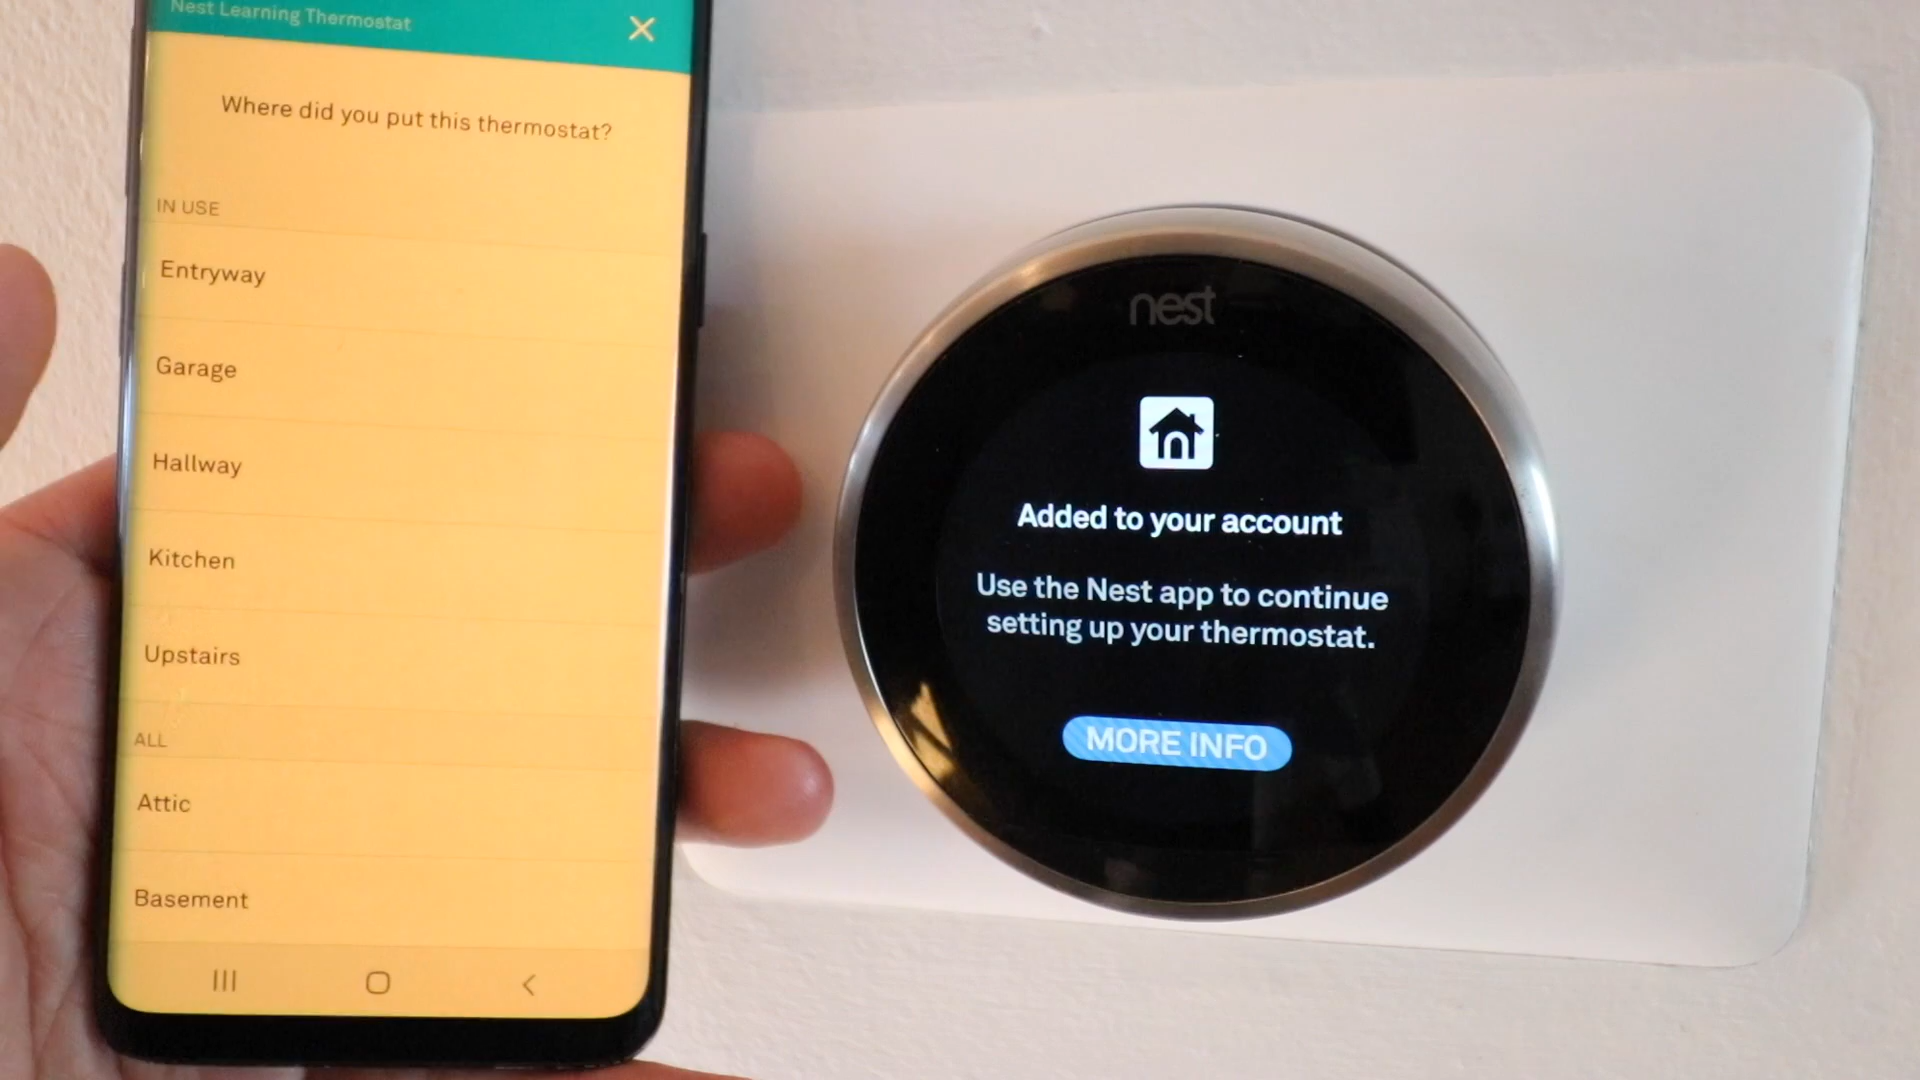 Nest Learning Thermostat
Where did you put this thermostat?
IN USE
Entryway
Garage
Hallway
Kitchen
Upstairs
ALL
Attic
Basement
nest
Added to your account
Use the Nest app to continue
setting up your thermostat.
MORE INFO